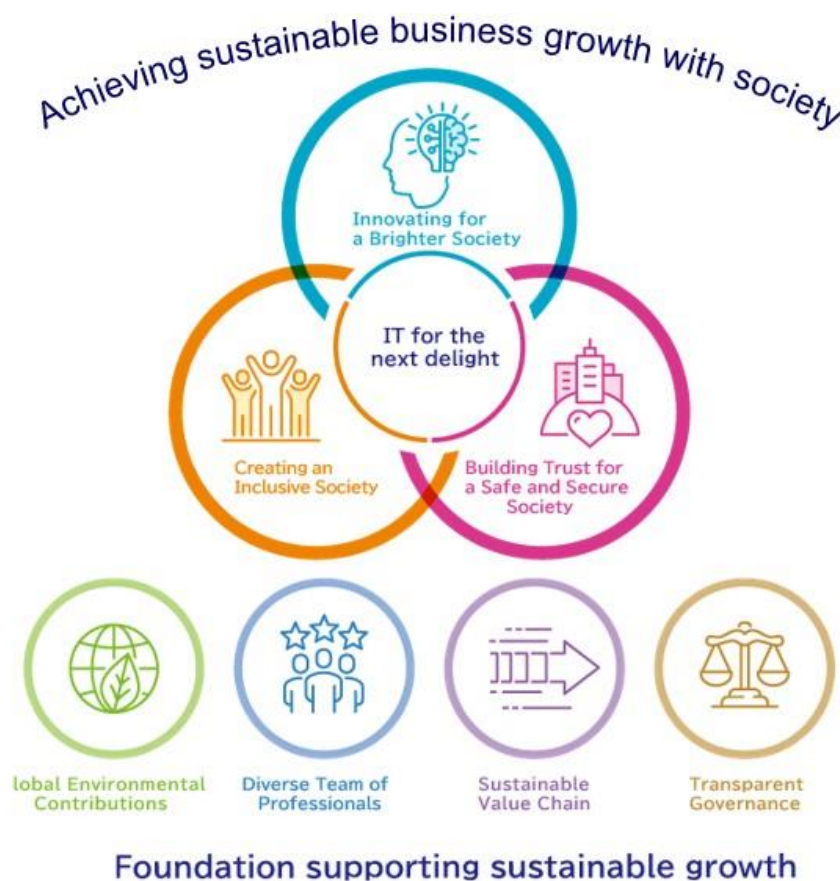 Achieving sustainable business growth with society
Innovating for
a Brighter Society
IT for the
next delight
Creating an
Inclusive Society
Building Trust for
a Safe and Secure
Society
lobal Environmental
Contributions
Diverse Team of
Professionals
Sustainable
Value Chain
Transparent
Governance
Foundation supporting sustainable growth